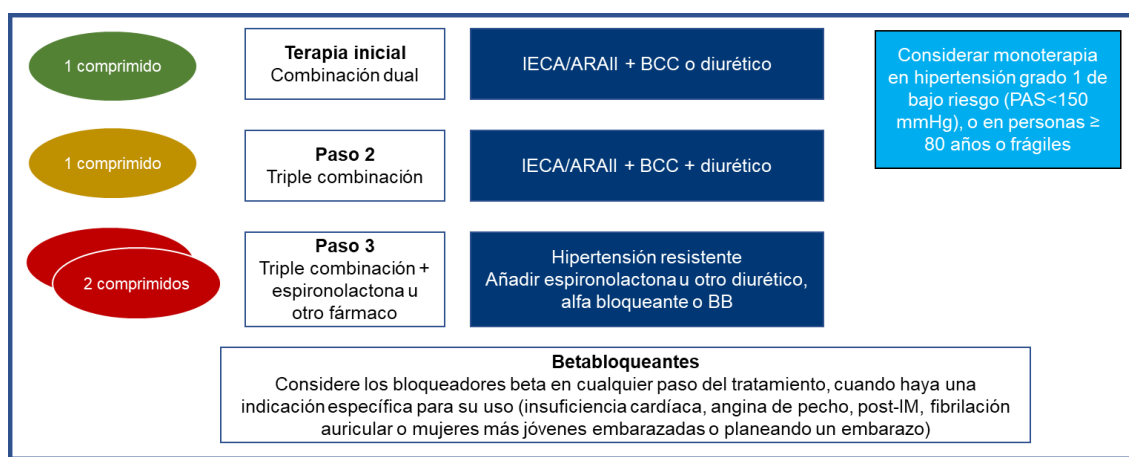 1 comprimido
Terapia inicial
Combinación dual
IECA/ARAII + BCC o diurético
Considerar monoterapia
en hipertensión grado 1 de
bajo riesgo (PAS<150
mmHg), o en personas ≥
80 años o frágiles
1 comprimido
Paso 2
Triple combinación
IECA/ARAII + BCC + diurético
2 comprimidos
Paso 3
Triple combinación +
espironolactona u
otro fármaco
Hipertensión resistente
Añadir espironolactona u otro diurético,
alfa bloqueante o BB
Betabloqueantes
Considere los bloqueadores beta en cualquier paso del tratamiento, cuando haya una
indicación específica para su uso (insuficiencia cardíaca, angina de pecho, post-IM, fibrilación
auricular o mujeres más jóvenes embarazadas o planeando un embarazo)